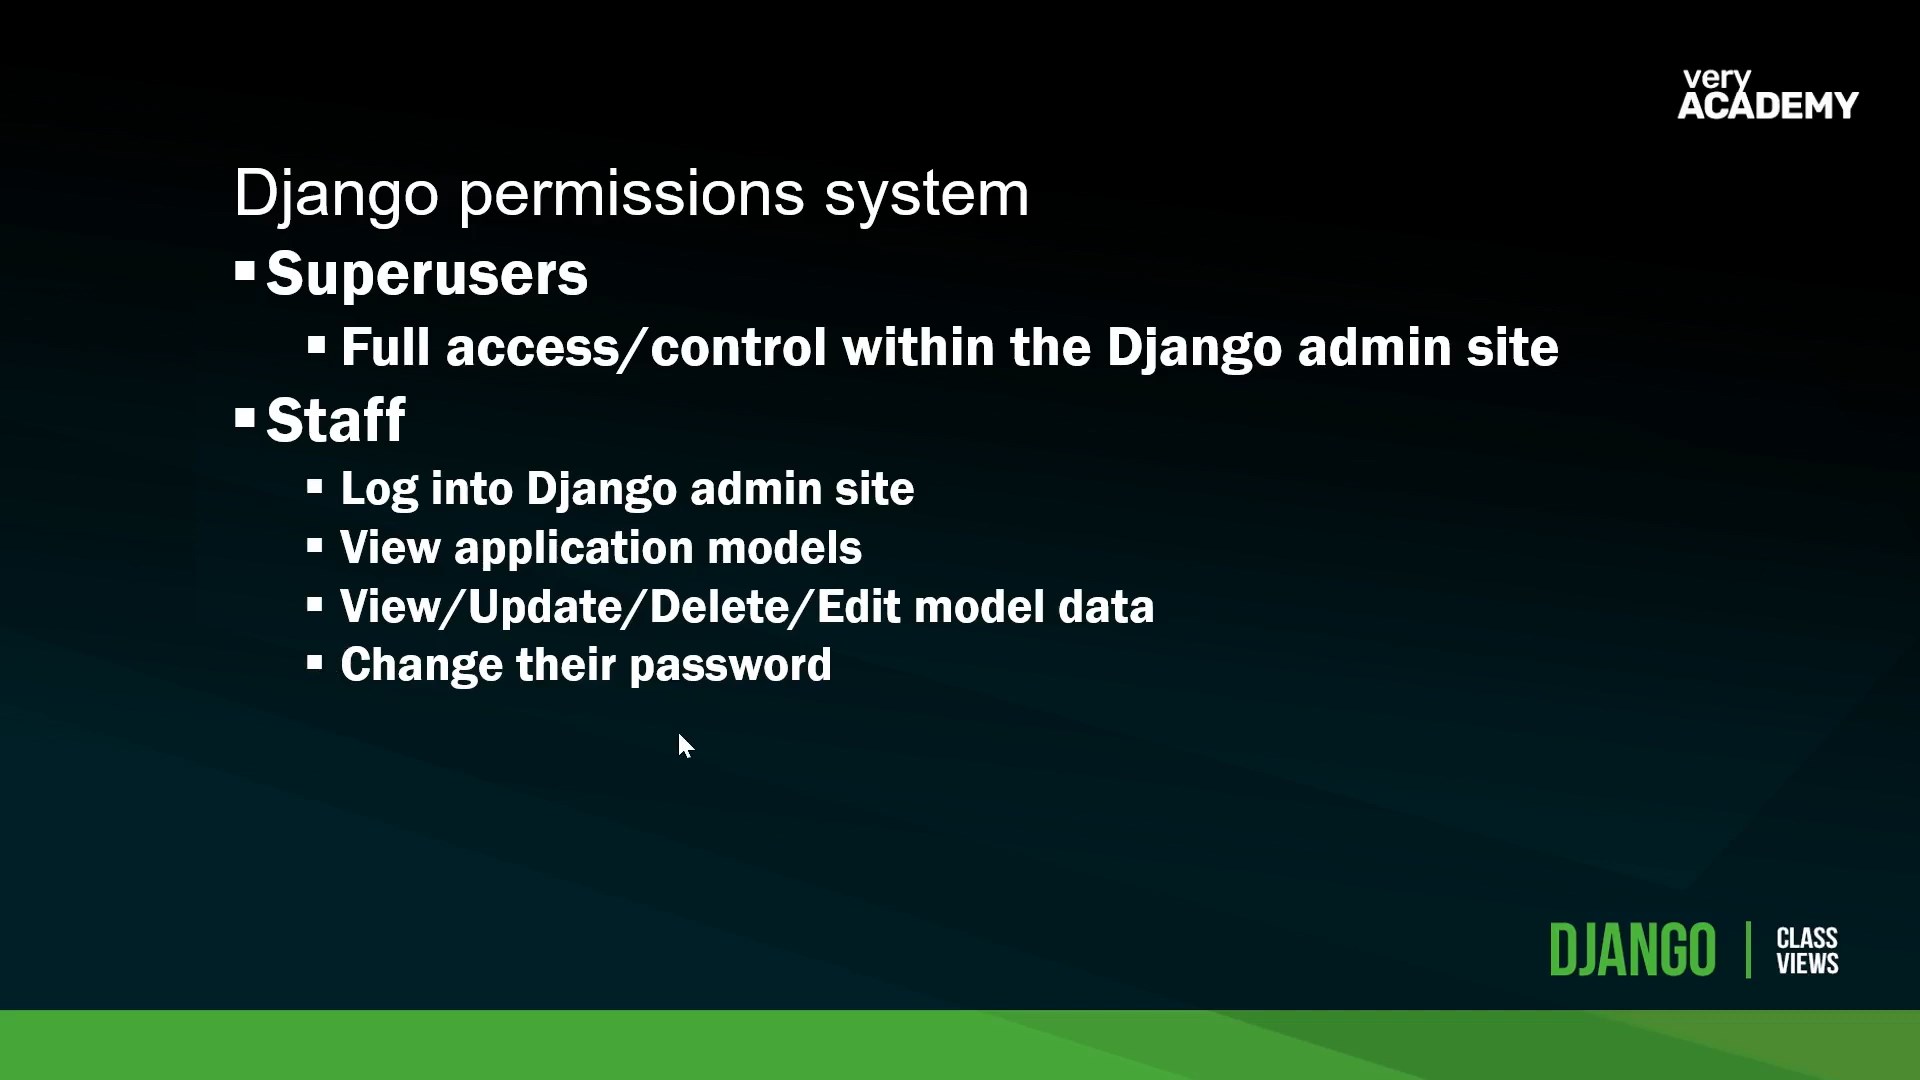 very
ACADEMY
Django permissions system
▪Superusers
▪ Full access/control within the Django admin site
▪Staff
▪ Log into Django admin site
▪ View application models
▪ View/Update/Delete/Edit model data
▪ Change their password
DJANGO | CLASS
VIEWS